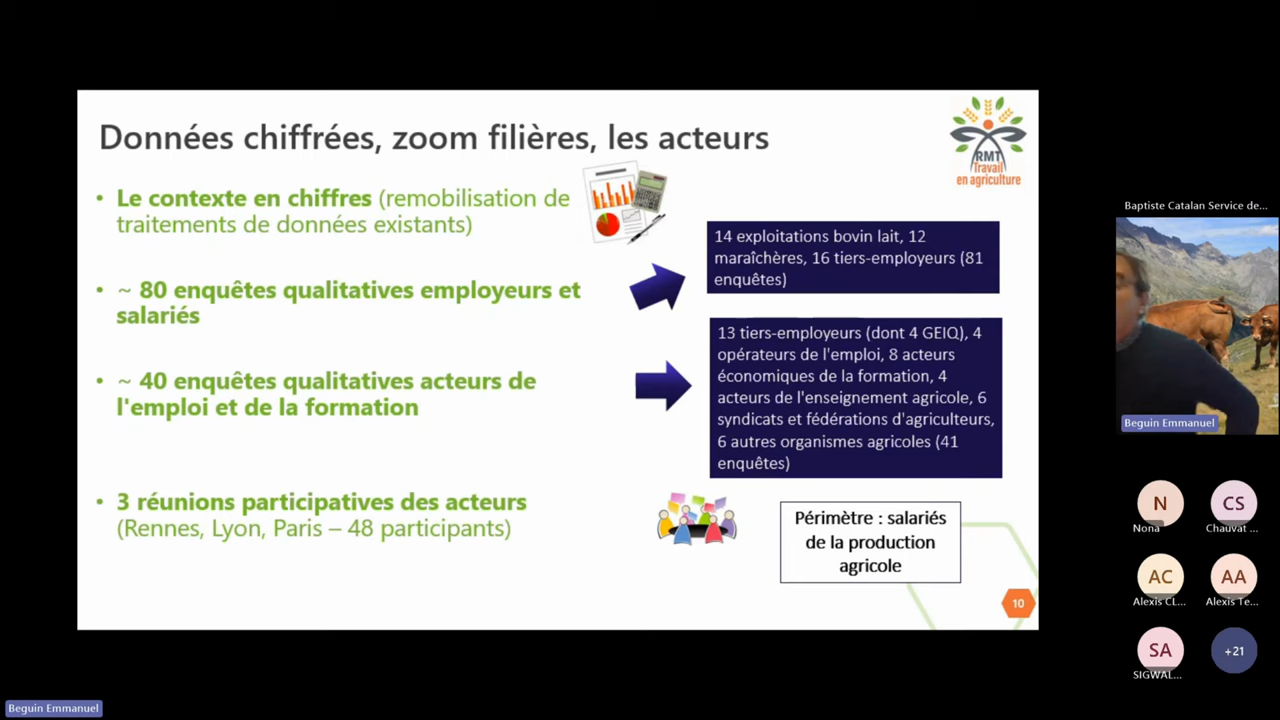 Données chiffrées, zoom filières, les acteurs
RMT
Travail
en agriculture
• Le contexte en chiffres (remobilisation de
traitements de données existants)
• ~ 80 enquêtes qualitatives employeurs et
salariés
14 exploitations bovin lait, 12
maraîchères, 16 tiers-employeurs (81
enquêtes)
• ~ 40 enquêtes qualitatives acteurs de
l'emploi et de la formation
13 tiers-employeurs (dont 4 GEIQ), 4
opérateurs de l'emploi, 8 acteurs
économiques de la formation, 4
acteurs de l'enseignement agricole, 6
syndicats et fédérations d'agriculteurs,
6 autres organismes agricoles (41
enquêtes)
• 3 réunions participatives des acteurs
(Rennes, Lyon, Paris – 48 participants)
Périmètre : salariés
de la production
agricole
10
Baptiste Catalan Service de...
Beguin Emmanuel
N
Nona
CS
Chauvat ...
AC
Alexis CL...
AA
Alexis Te...
SA
SIGWAL...
+21
Beguin Emmanuel